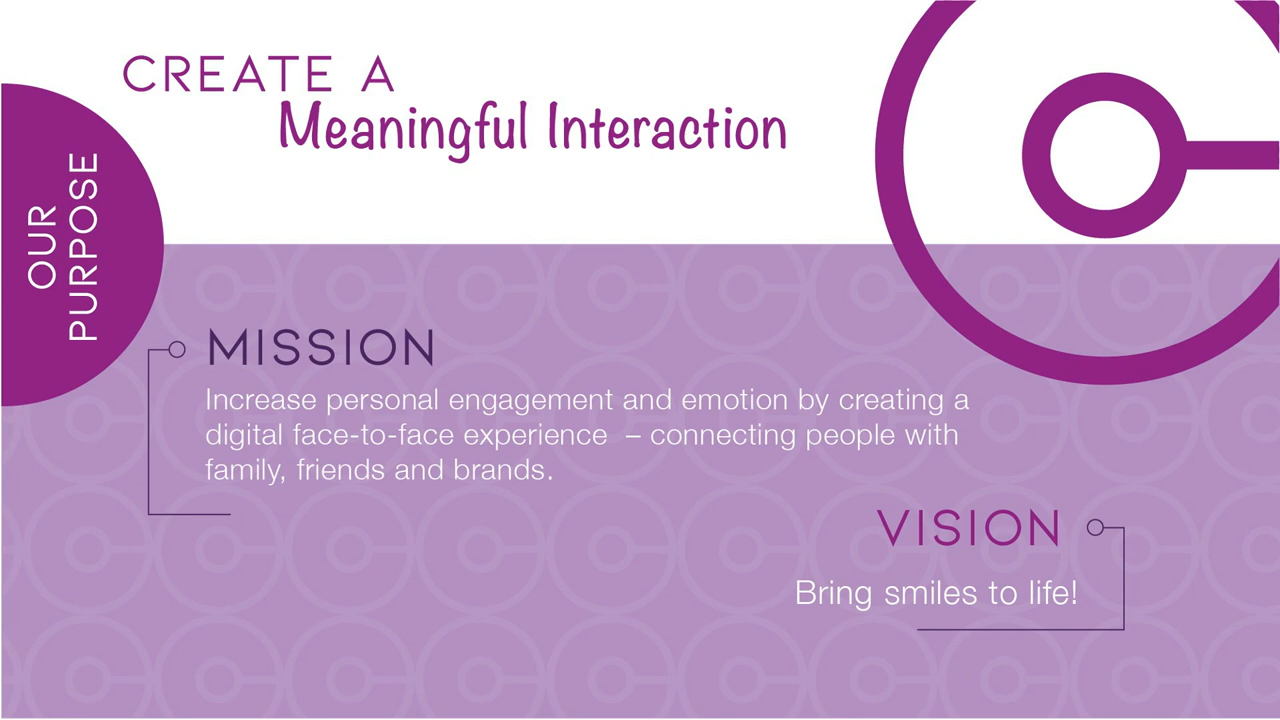 CREATE A
Meaningful Interaction
OUR
PURPOSE
MISSION
Increase personal engagement and emotion by creating a
digital face-to-face experience – connecting people with
family, friends and brands.
VISION
Bring smiles to life!